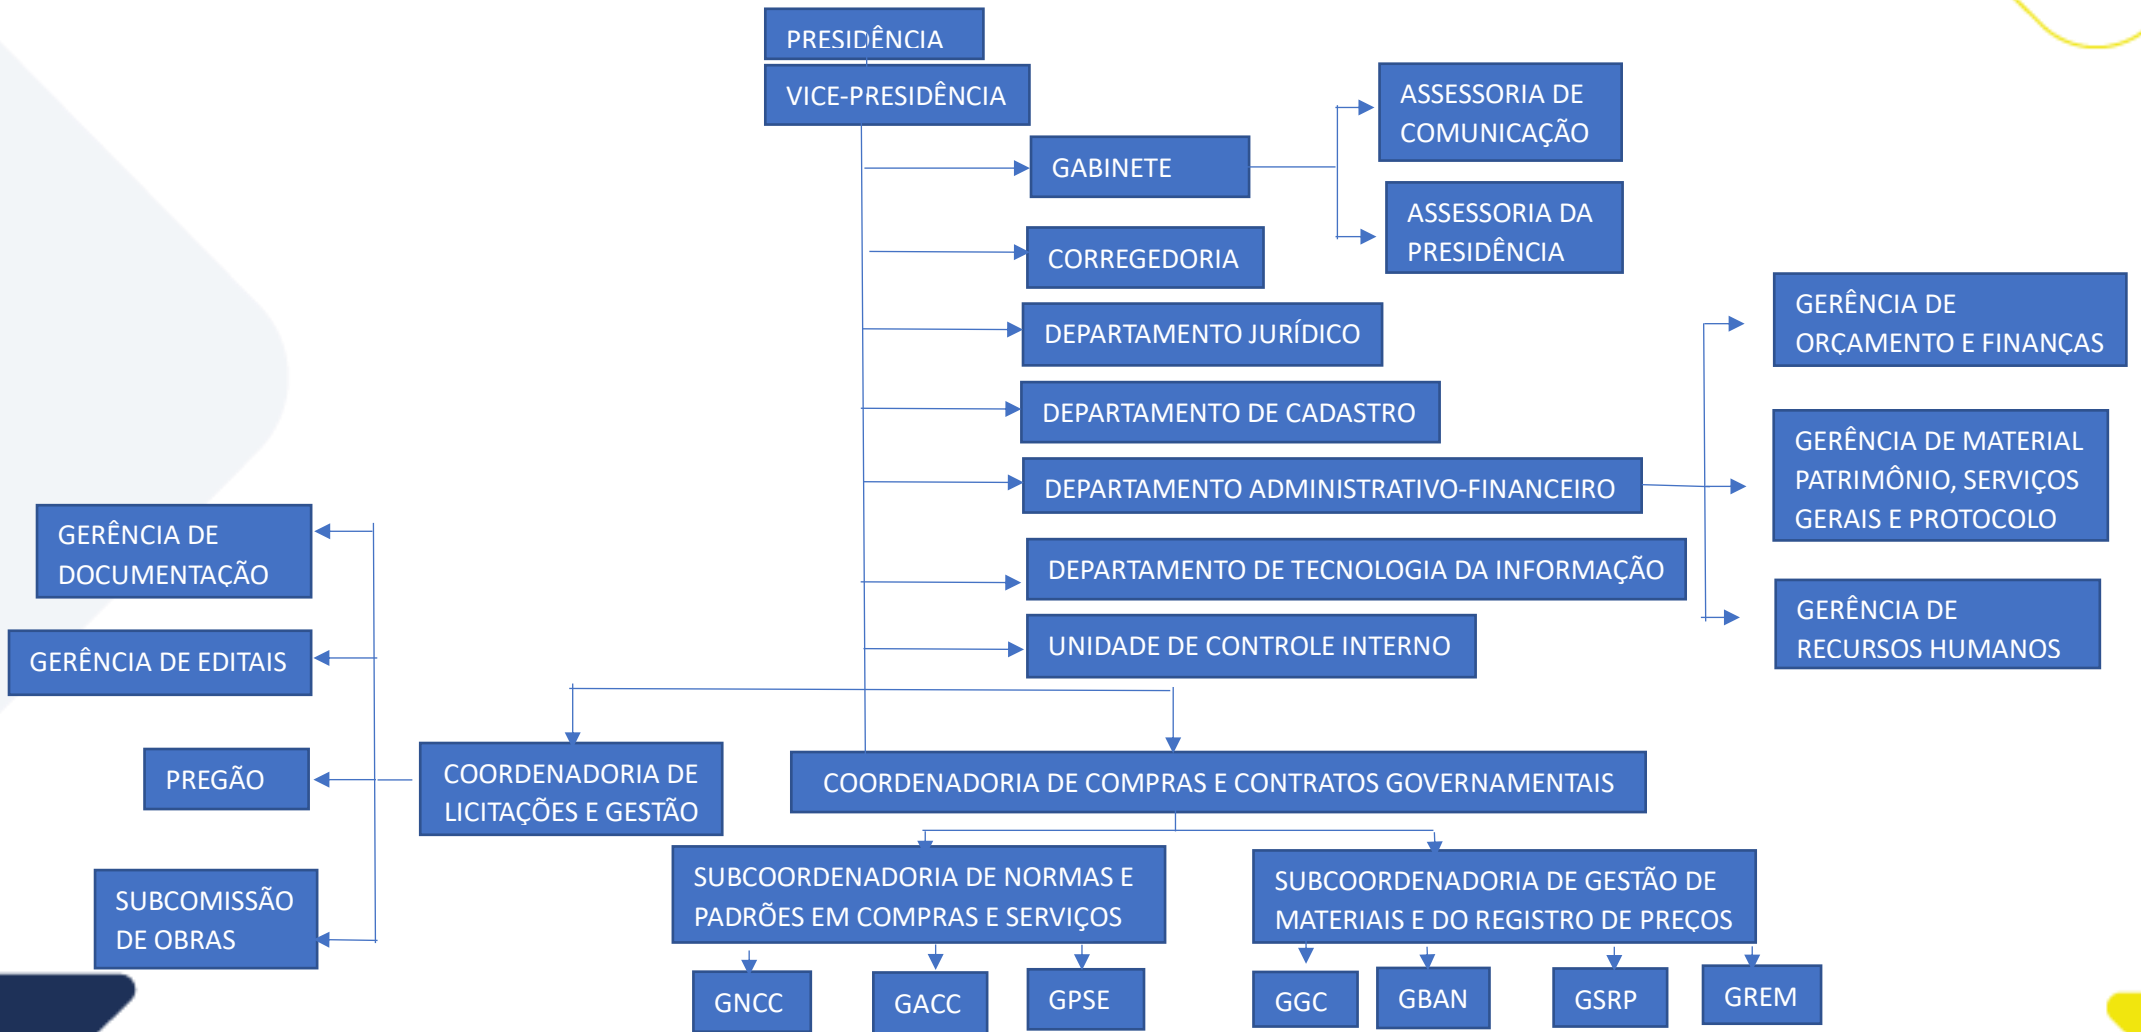 PRESIDÊNCIA
VICE-PRESIDÊNCIA
ASSESSORIA DE
COMUNICAÇÃO
GABINETE
ASSESSORIA DA
PRESIDÊNCIA
CORREGEDORIA
DEPARTAMENTO JURÍDICO
DEPARTAMENTO DE CADASTRO
DEPARTAMENTO ADMINISTRATIVO-FINANCEIRO
GERÊNCIA DE
ORÇAMENTO E FINANÇAS
GERÊNCIA DE MATERIAL
PATRIMÔNIO, SERVIÇOS
GERAIS E PROTOCOLO
GERÊNCIA DE
RECURSOS HUMANOS
DEPARTAMENTO DE TECNOLOGIA DA INFORMAÇÃO
UNIDADE DE CONTROLE INTERNO
GERÊNCIA DE
DOCUMENTAÇÃO
GERÊNCIA DE EDITAIS
PREGÃO
SUBCOMISSÃO
DE OBRAS
COORDENADORIA DE
LICITAÇÕES E GESTÃO
COORDENADORIA DE COMPRAS E CONTRATOS GOVERNAMENTAIS
SUBCOORDENADORIA DE NORMAS E
PADRÕES EM COMPRAS E SERVIÇOS
SUBCOORDENADORIA DE GESTÃO DE
MATERIAIS E DO REGISTRO DE PREÇOS
GNCC
GACC
GPSE
GGC
GBAN
GSRP
GREM